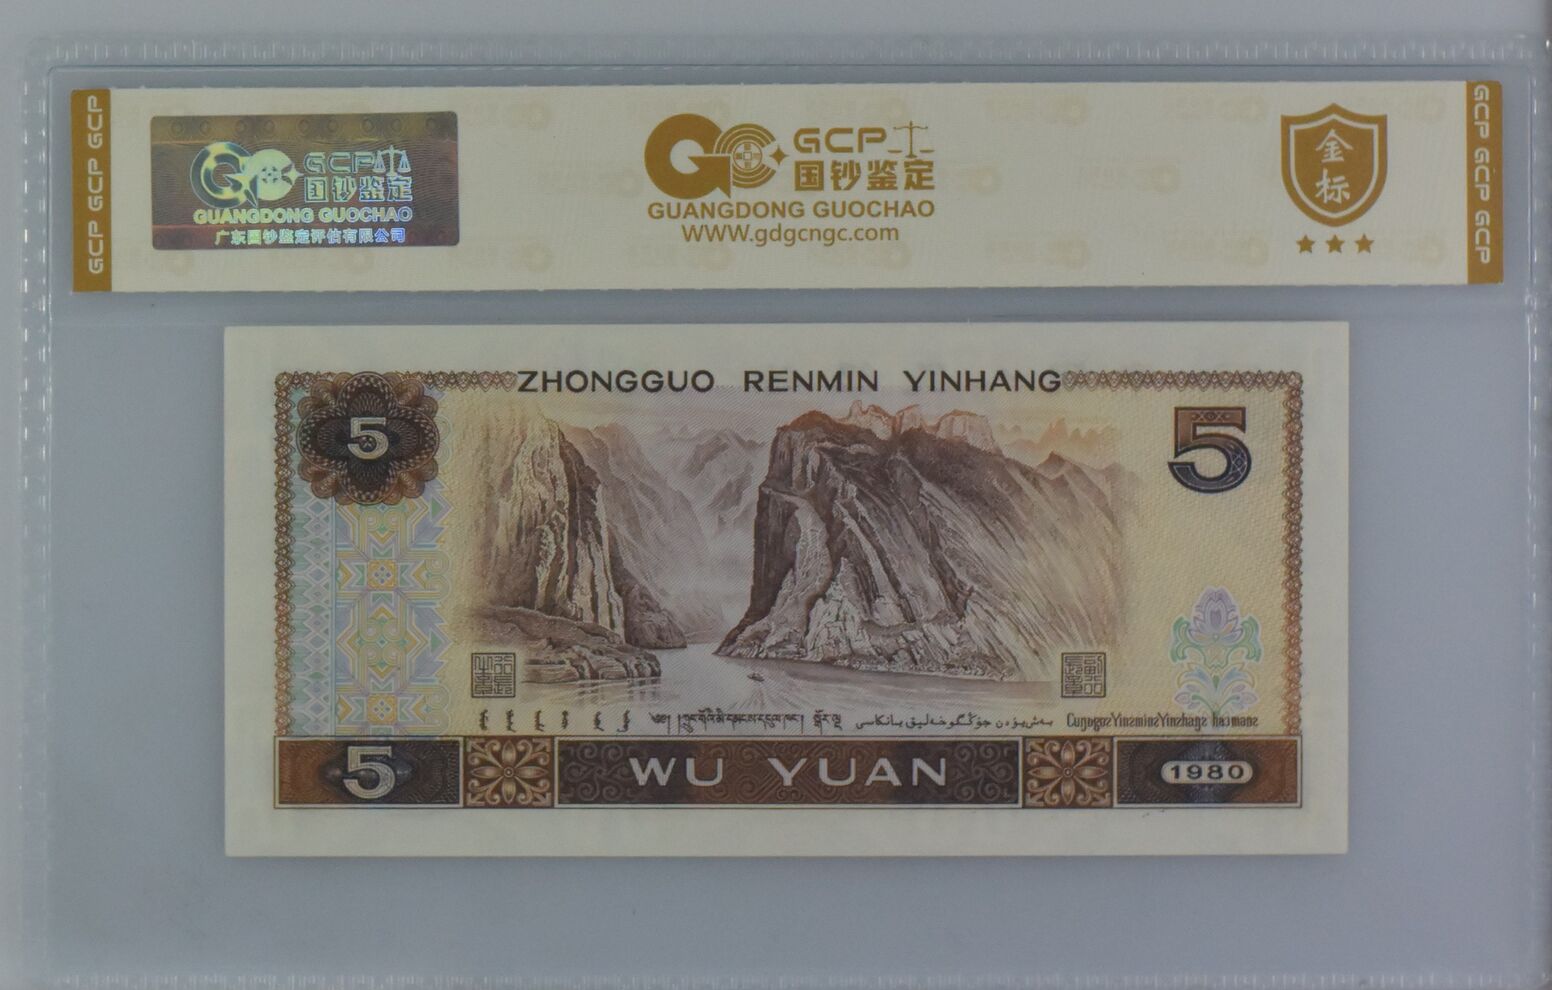 GCP GCP GCP
GCP
国钞鉴定
GUANGDONG GUOCHAO
广东国钞鉴定评估有限公司
GCP
国钞鉴定
GUANGDONG GUOCHAO
WWW.gdgcngc.com
金
标
GCP GCP GCP
ZHONGGUO RENMIN YINHANG
5
5
5
WU YUAN
1980